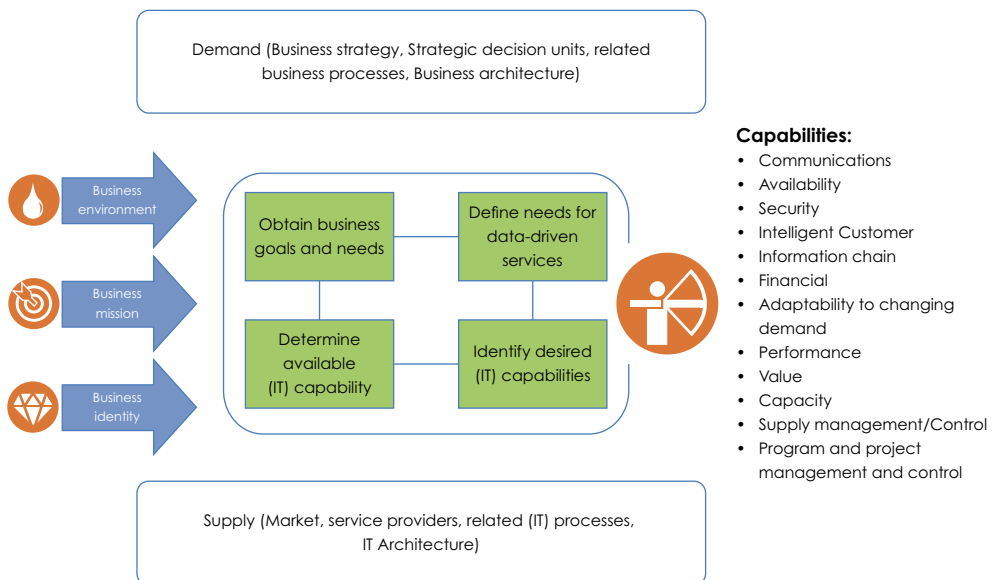 Demand (Business strategy, Strategic decision units, related
business processes, Business architecture)
Business
environment
Business
mission
Business
identity
Obtain business
goals and needs
Define needs for
data-driven
services
Determine
available
(IT) capability
Identify desired
(IT) capabilities
Capabilities:
• Communications
• Availability
• Security
• Intelligent Customer
• Information chain
• Financial
• Adaptability to changing
demand
• Performance
• Value
• Capacity
• Supply management/Control
• Program and project
management and control
Supply (Market, service providers, related (IT) processes,
IT Architecture)